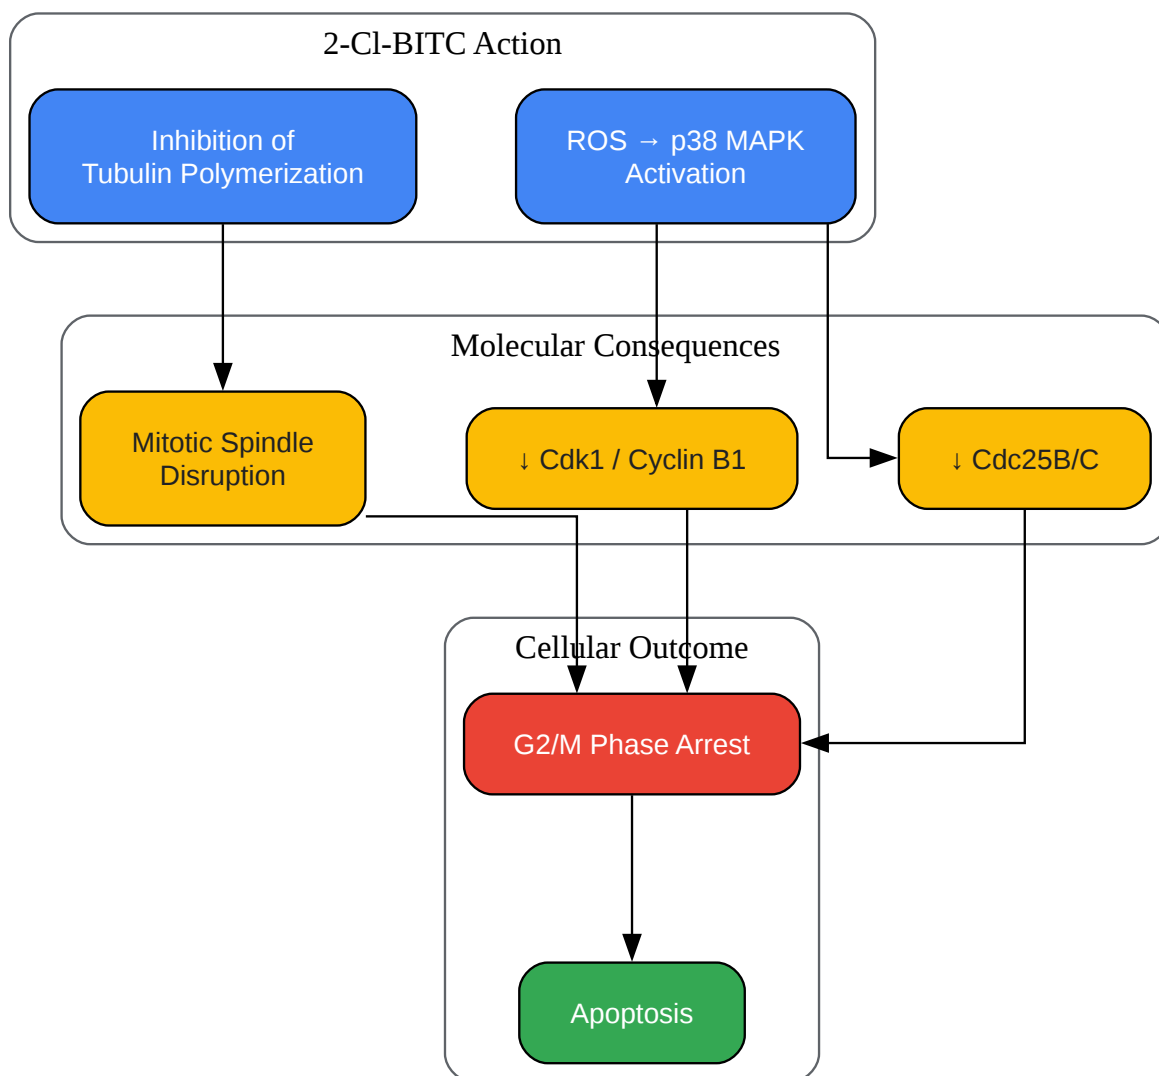 2-Cl-BITC Action
Inhibition of
Tubulin Polymerization
ROS → p38 MAPK
Activation
Molecular Consequences
Mitotic Spindle
Disruption
↓ Cdk1 / Cyclin B1
↓ Cdc25B/C
Cellular Outcome
G2/M Phase Arrest
Apoptosis